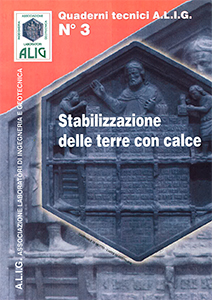 Quaderni tecnici A.L.I.G.
N° 3
ALIG
Stabilizzazione
delle terre con calce
A.L.I.G. ASSOCIAZIONE LABORATORI DI INGEGNERIA E GEOTECNICA